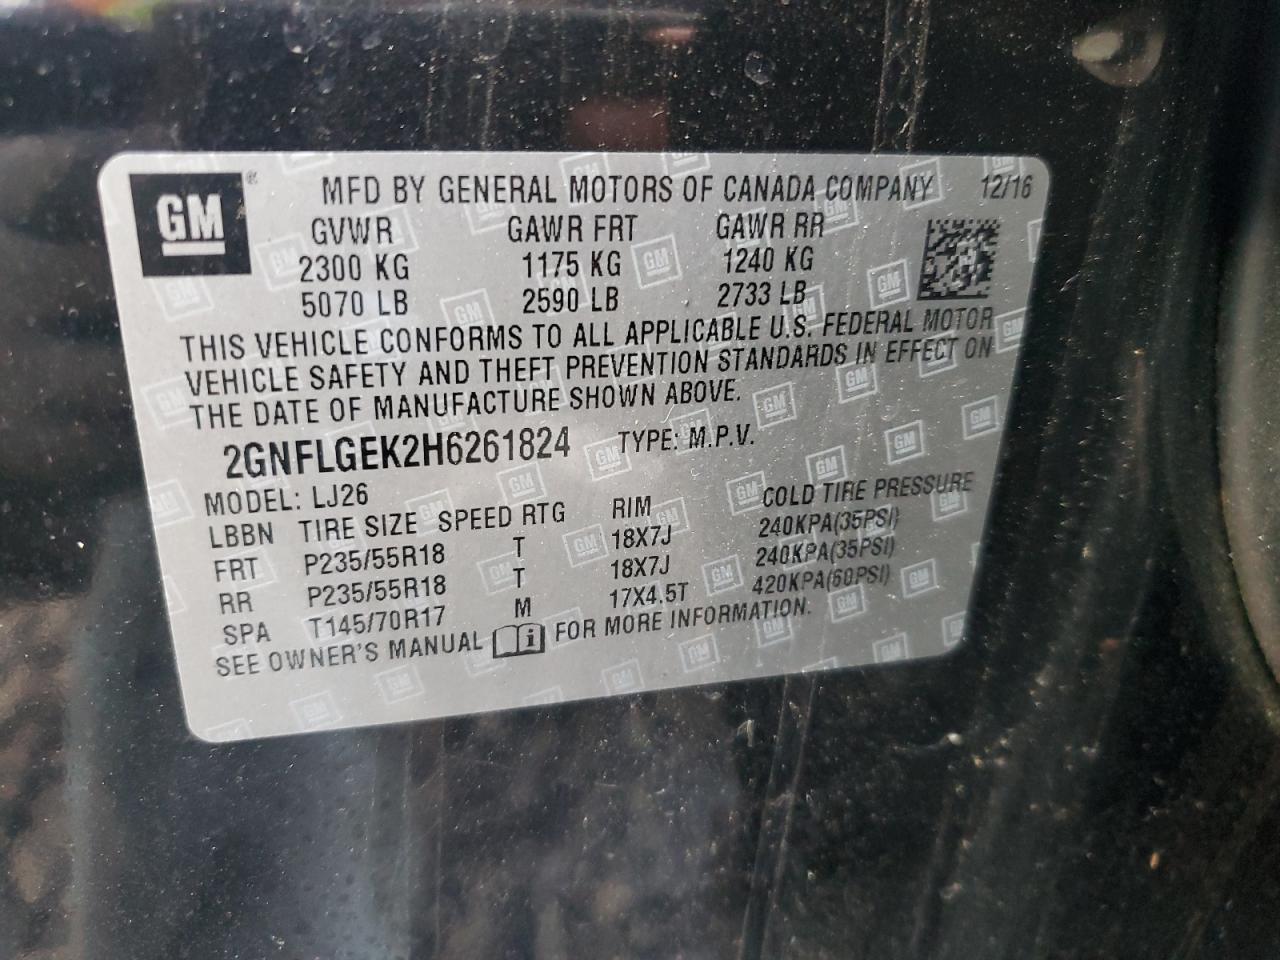 GM ® MFD BY GENERAL MOTORS OF CANADA COMPANY 12/16
GVWR GAWR FRT GAWR RR
2300 KG 1175 KG 1240 KG
5070 LB 2590 LB 2733 LB
THIS VEHICLE CONFORMS TO ALL APPLICABLE U.S. FEDERAL MOTOR
VEHICLE SAFETY AND THEFT PREVENTION STANDARDS IN EFFECT ON
THE DATE OF MANUFACTURE SHOWN ABOVE.
2GNFLGEK2H6261824 TYPE: M.P.V.
MODEL: LJ26
LBBN TIRE SIZE SPEED RTG RIM COLD TIRE PRESSURE
FRT P235/55R18 T 18X7J 240KPA(35PSI)
RR P235/55R18 T 18X7J 240KPA(35PSI)
SPA T145/70R17 M 17X4.5T 420KPA(60PSI)
SEE OWNER'S MANUAL i FOR MORE INFORMATION.